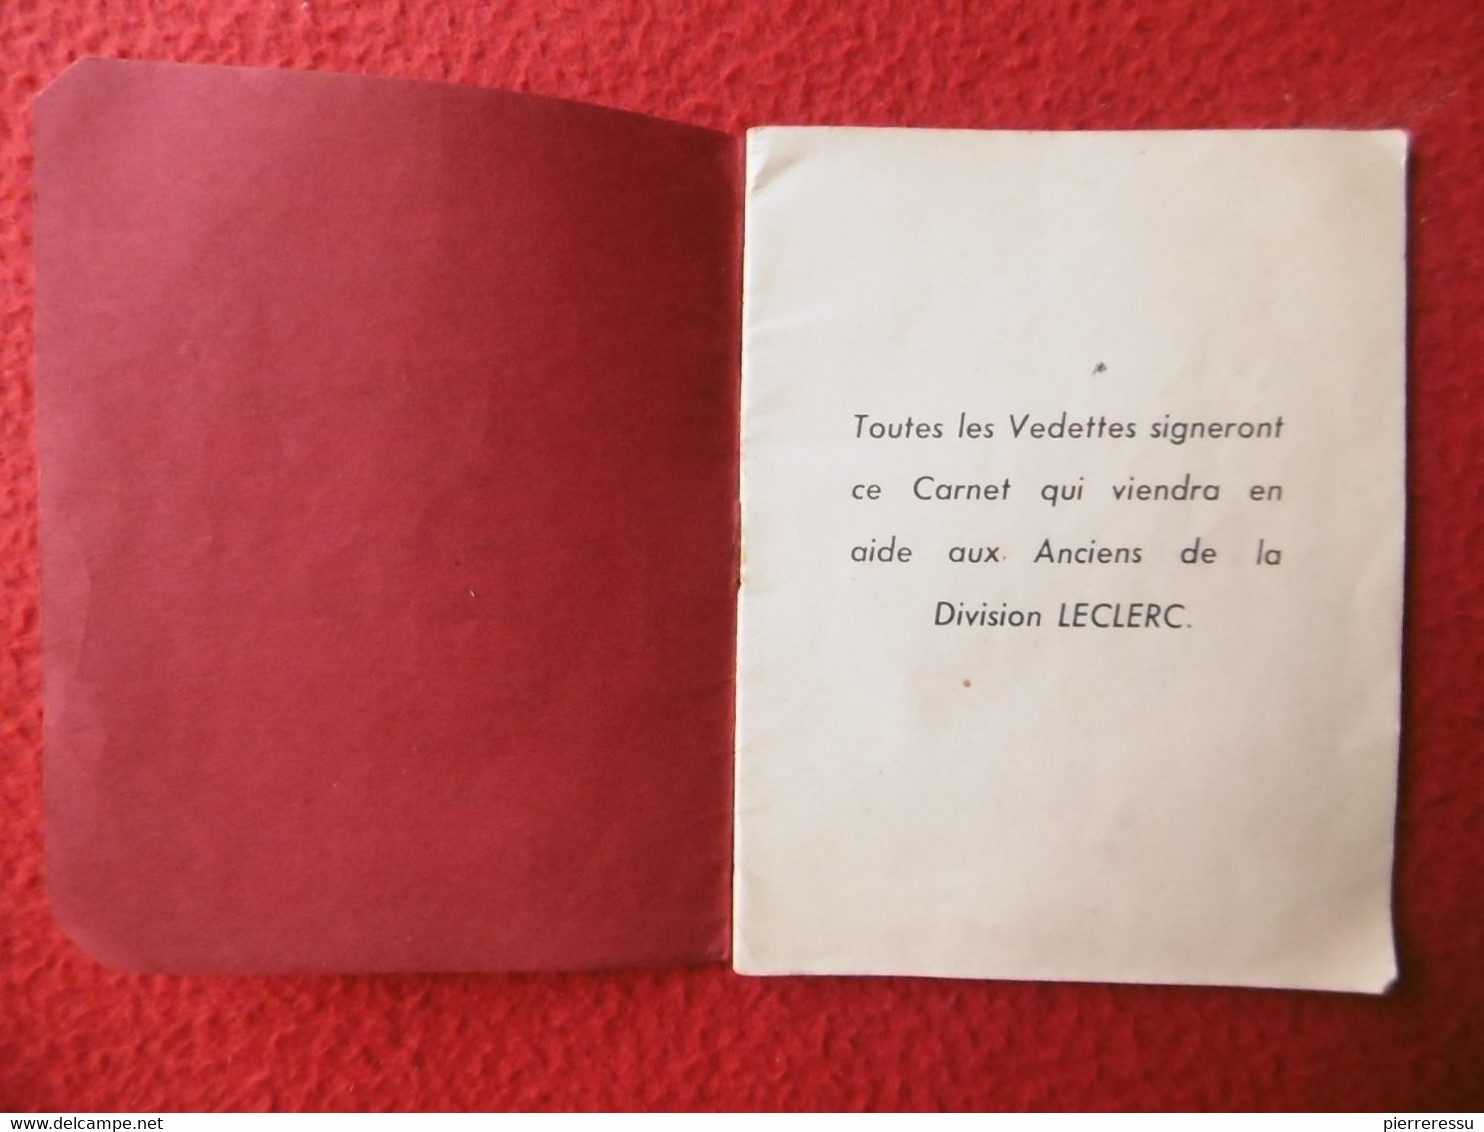 Toutes les Vedettes signeront
ce Carnet qui viendra en
aide aux Anciens de la
Division LECLERC.
delcampe.net
pierreressu